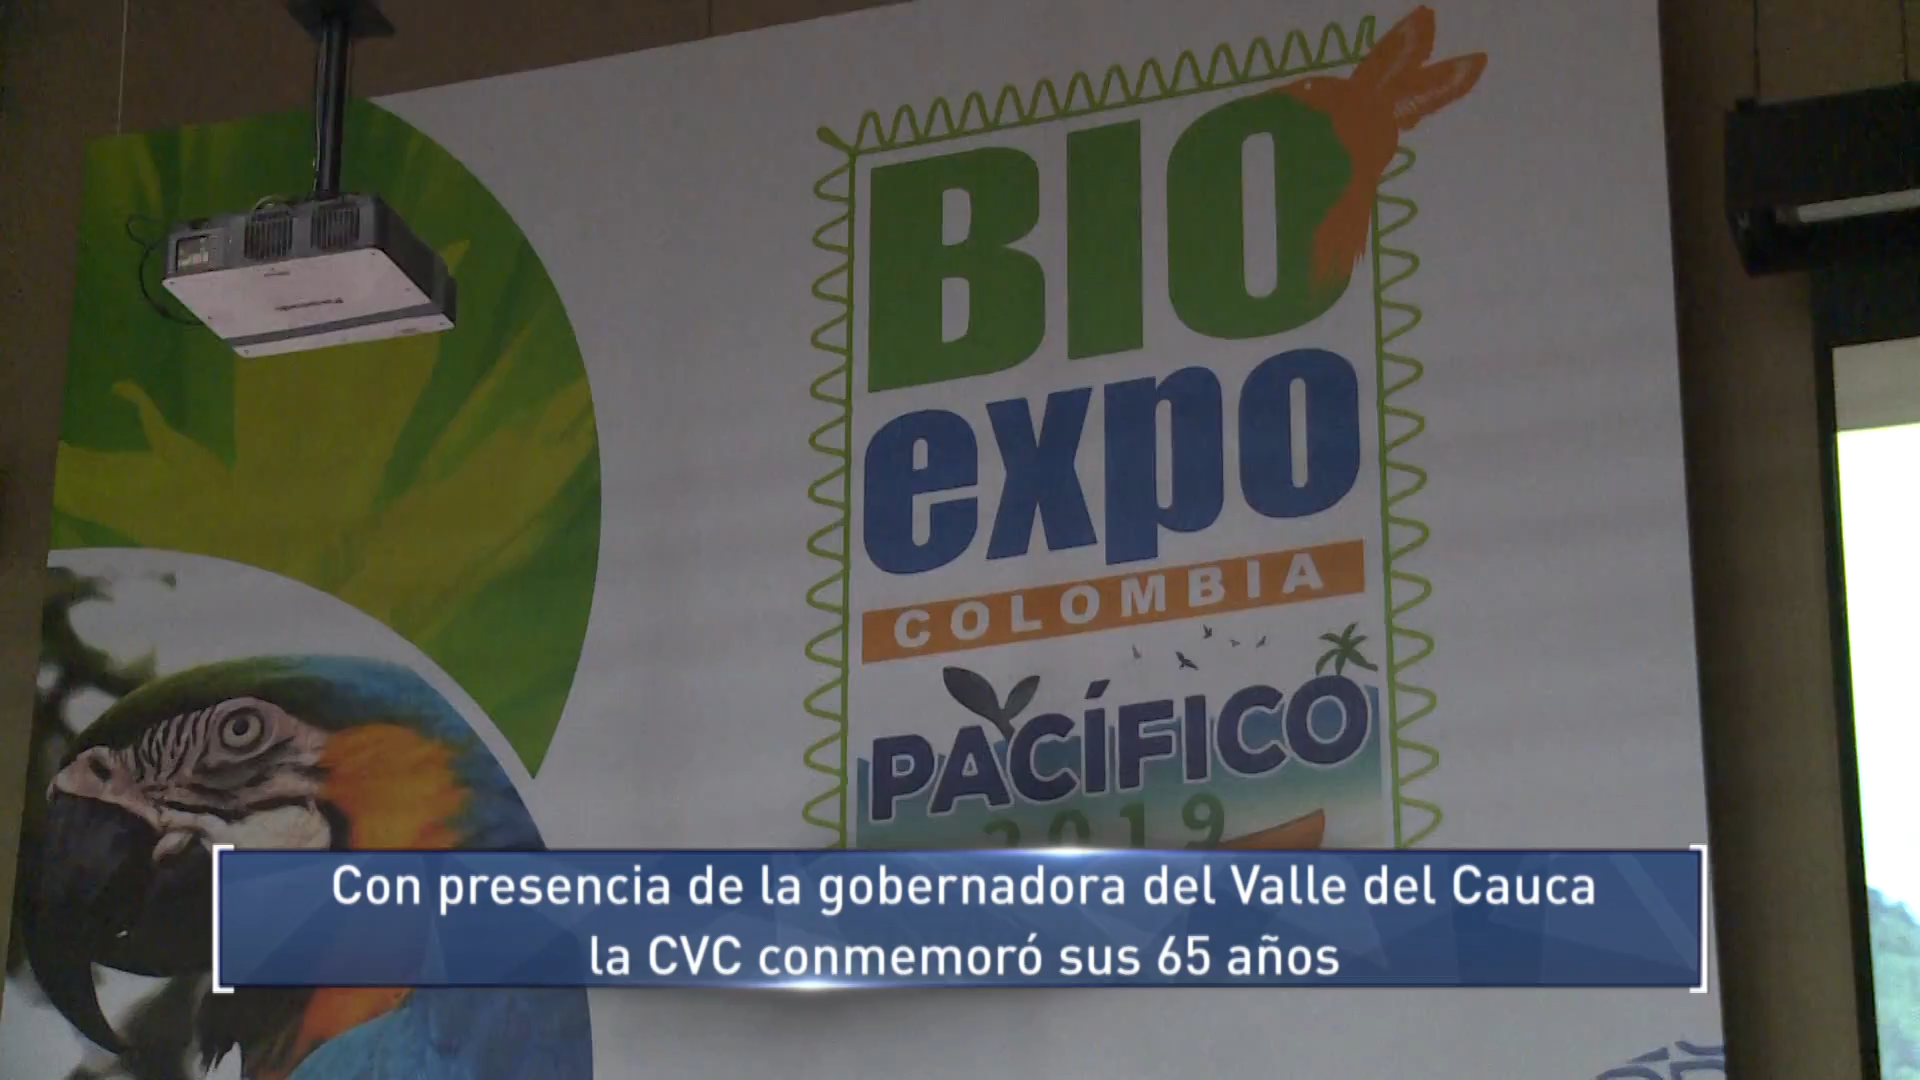 BIO
expo
COLOMBIA
PACÍFICO
2019
Con presencia de la gobernadora del Valle del Cauca
la CVC conmemoró sus 65 años